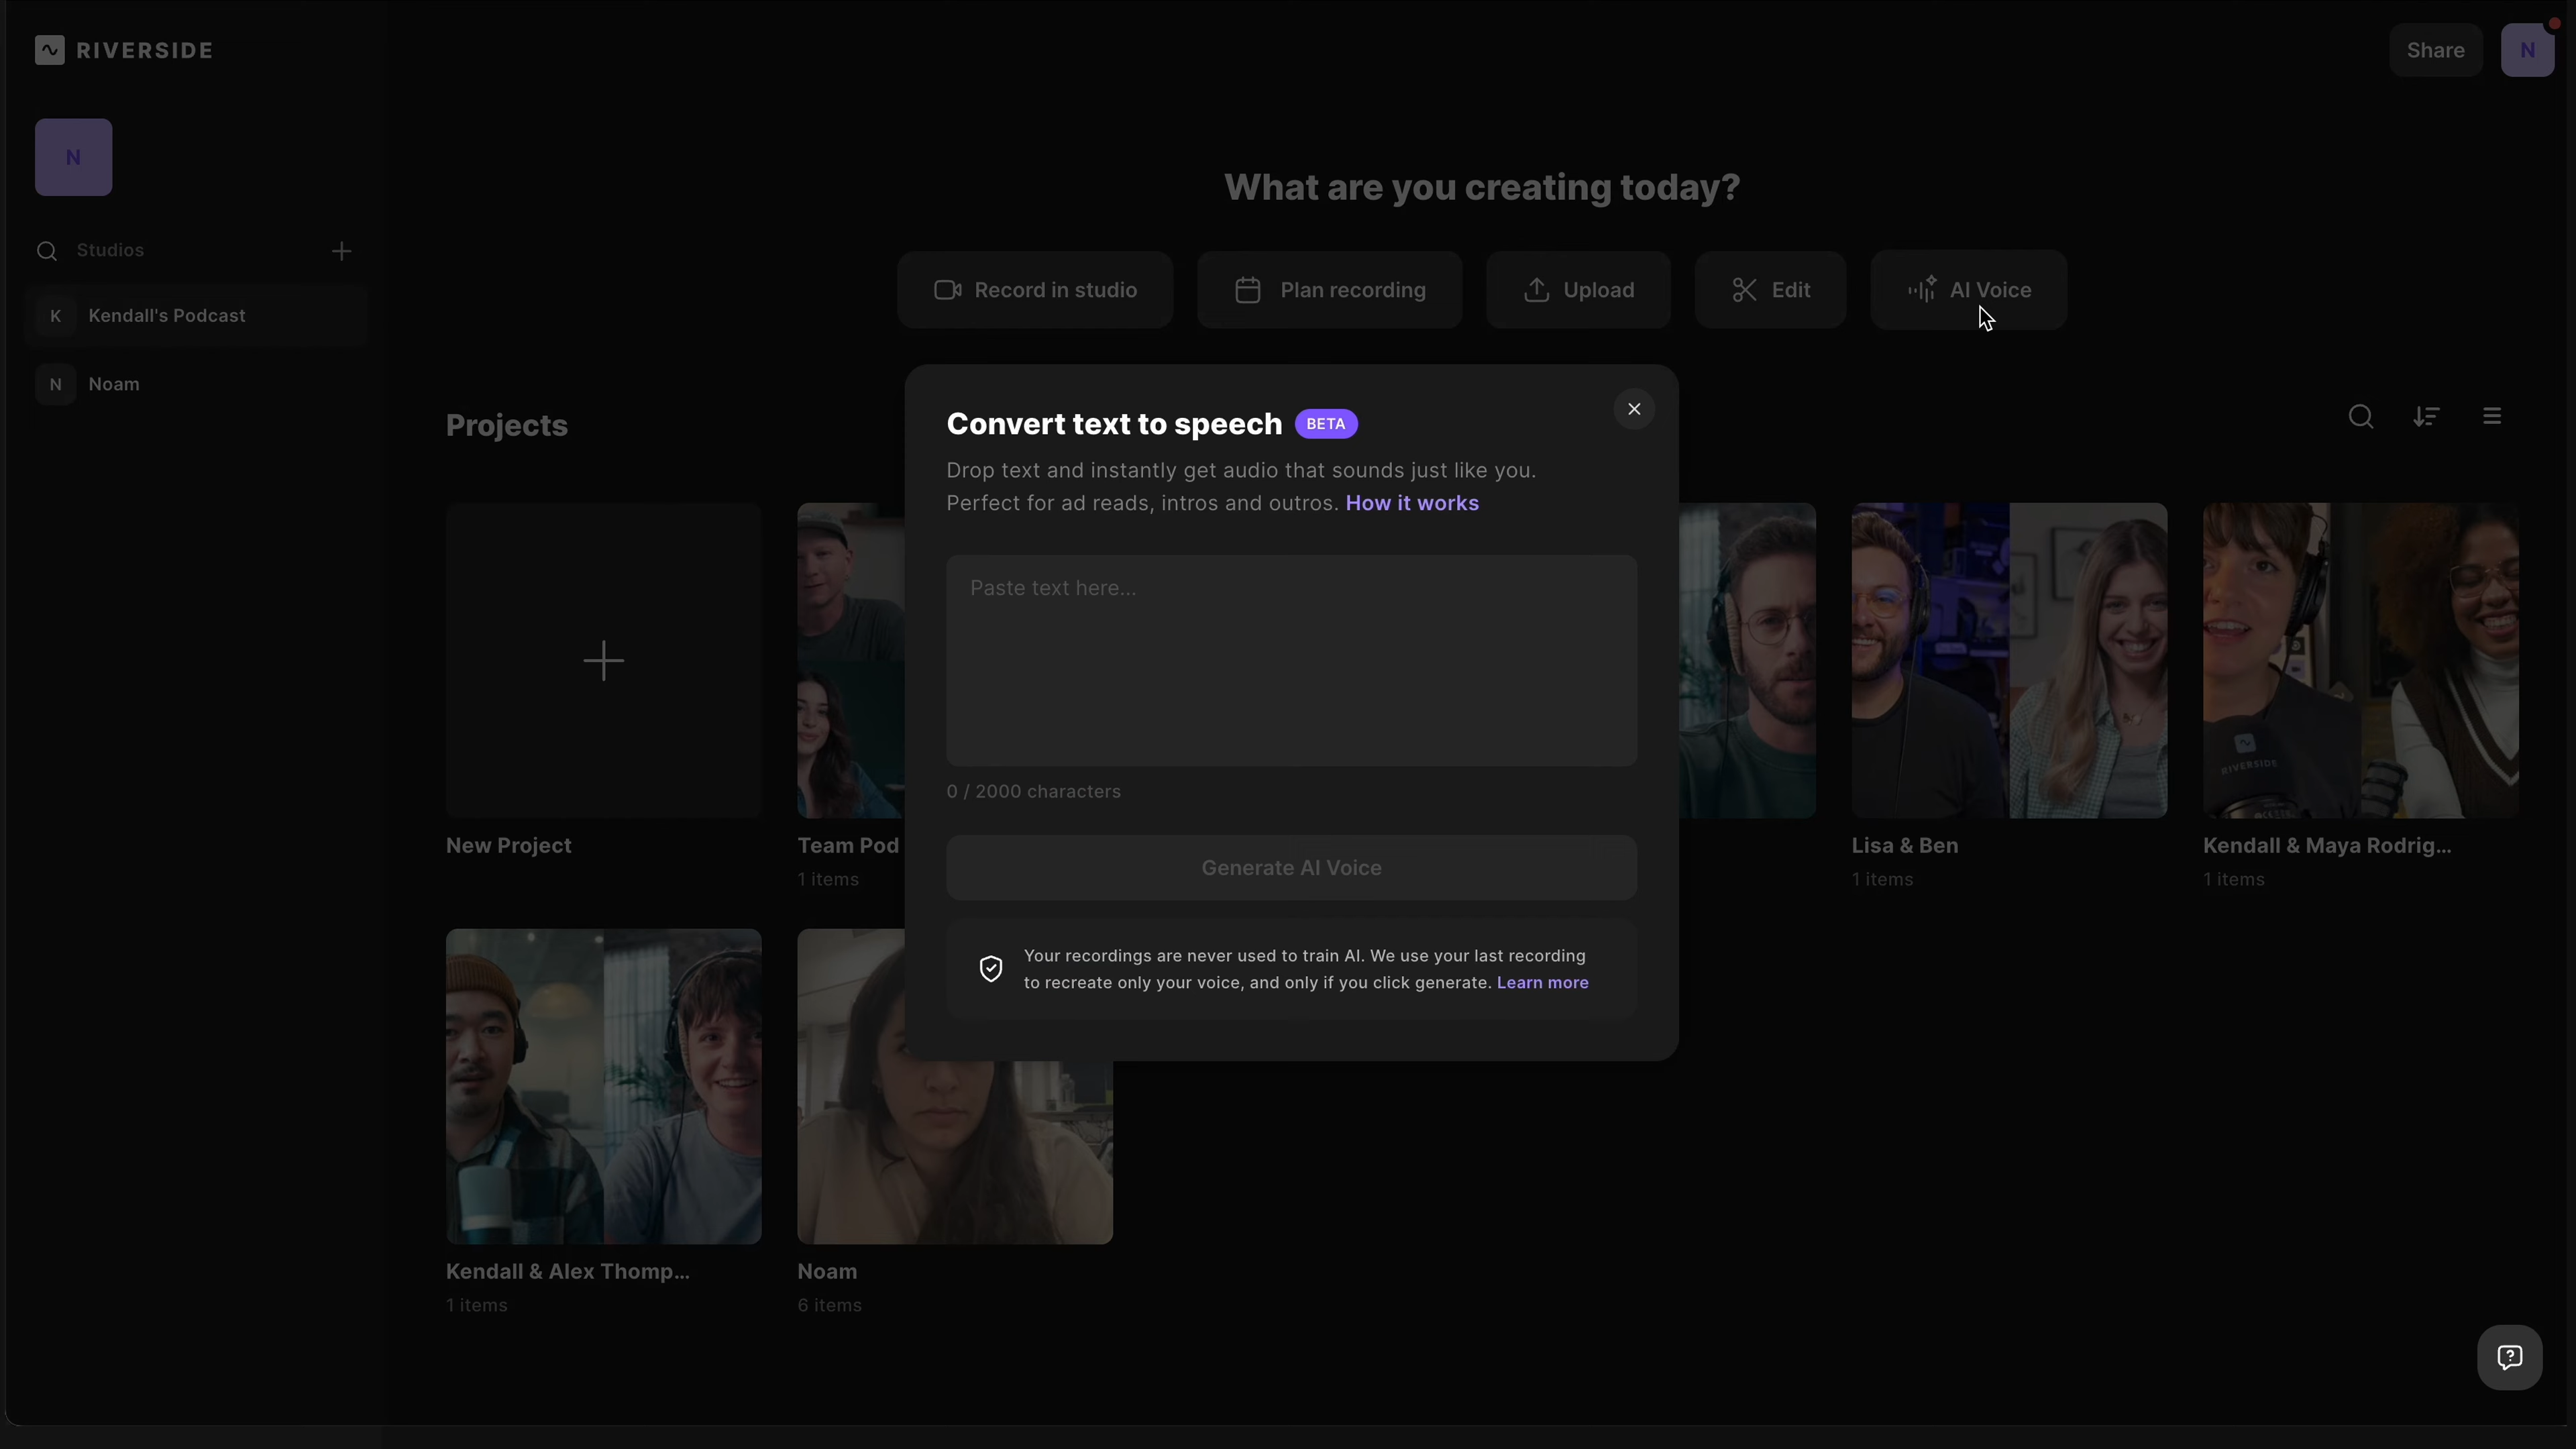 RIVERSIDE
Share
N
N
Studios
K Kendall's Podcast
N Noam
What are you creating today?
Record in studio
Plan recording
Upload
Edit
AI Voice
Projects
Convert text to speech BETA
Drop text and instantly get audio that sounds just like you.
Perfect for ad reads, intros and outros. How it works
Paste text here...
0 / 2000 characters
Generate AI Voice
Your recordings are never used to train AI. We use your last recording
to recreate only your voice, and only if you click generate. Learn more
New Project
Team Pod
1 items
Lisa & Ben
1 items
RIVERSIDE
Kendall & Maya Rodrig...
1 items
Kendall & Alex Thomp...
1 items
Noam
6 items